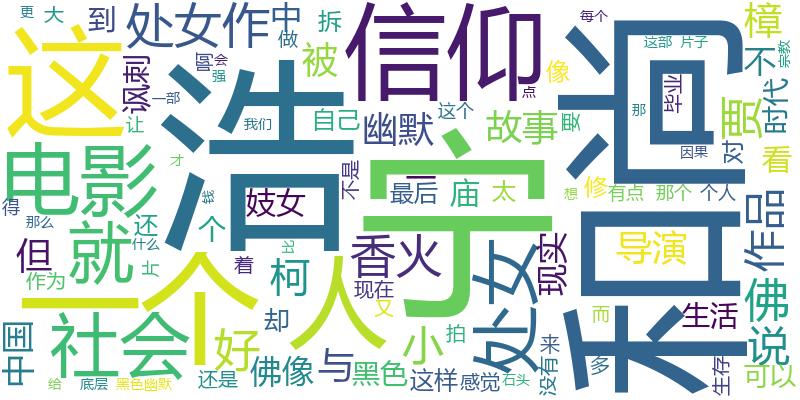 更
大
到
处女作
中
信仰
做
被
每个
这部
片子
樟
不
宗教
这
讽刺
阿
会
强
浩
一部
我们
让
自己
这个
点
像
要
故事
那
亚茹
尚
贾
时代
电影
幽默
宁
因果
对
看
才
钱
不是
一
得
那么
还
什么
妓女
最后
庙
太
想
修
有点
那个
个人
就
个
但
作为
比
北
着
柯
现在
香火
又
处女
现实
导演
和
作品
佛
一个
人
却
小
拍
而
生活
说
中国
社会
好
还是
佛像
与
黑色
这样
感觉
石头
没有
来
多
生存
可以
给
底层
黑色幽默